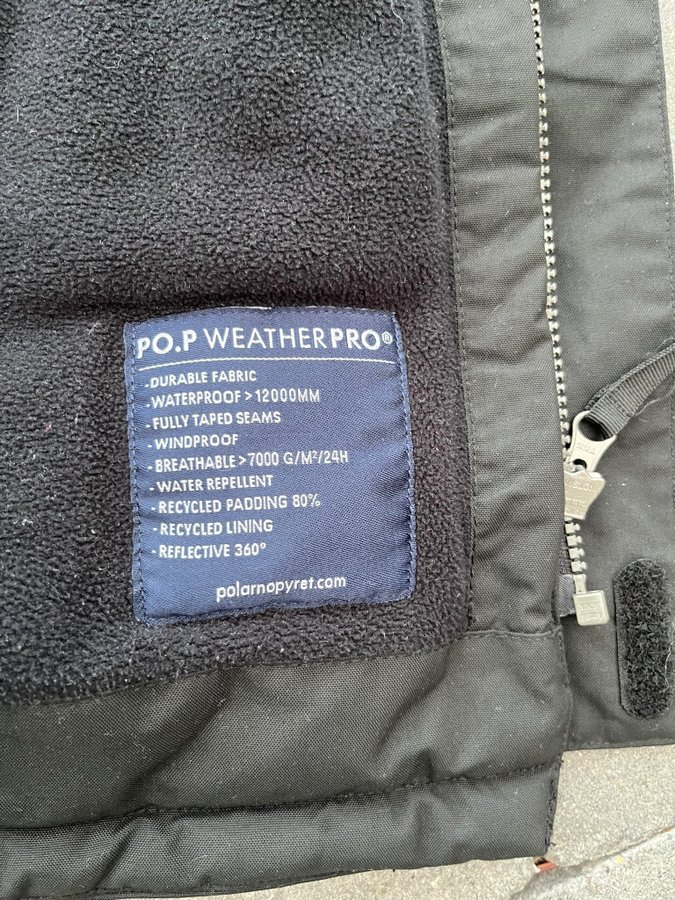 PO.P WEATHERPRO®
-DURABLE FABRIC
-WATERPROOF > 12000MM
-FULLY TAPED SEAMS
-WINDPROOF
-BREATHABLE > 7000 G/M²/24H
-WATER REPELLENT
-RECYCLED PADDING 80%
-RECYCLED LINING
-REFLECTIVE 360°
polarnopyret.com